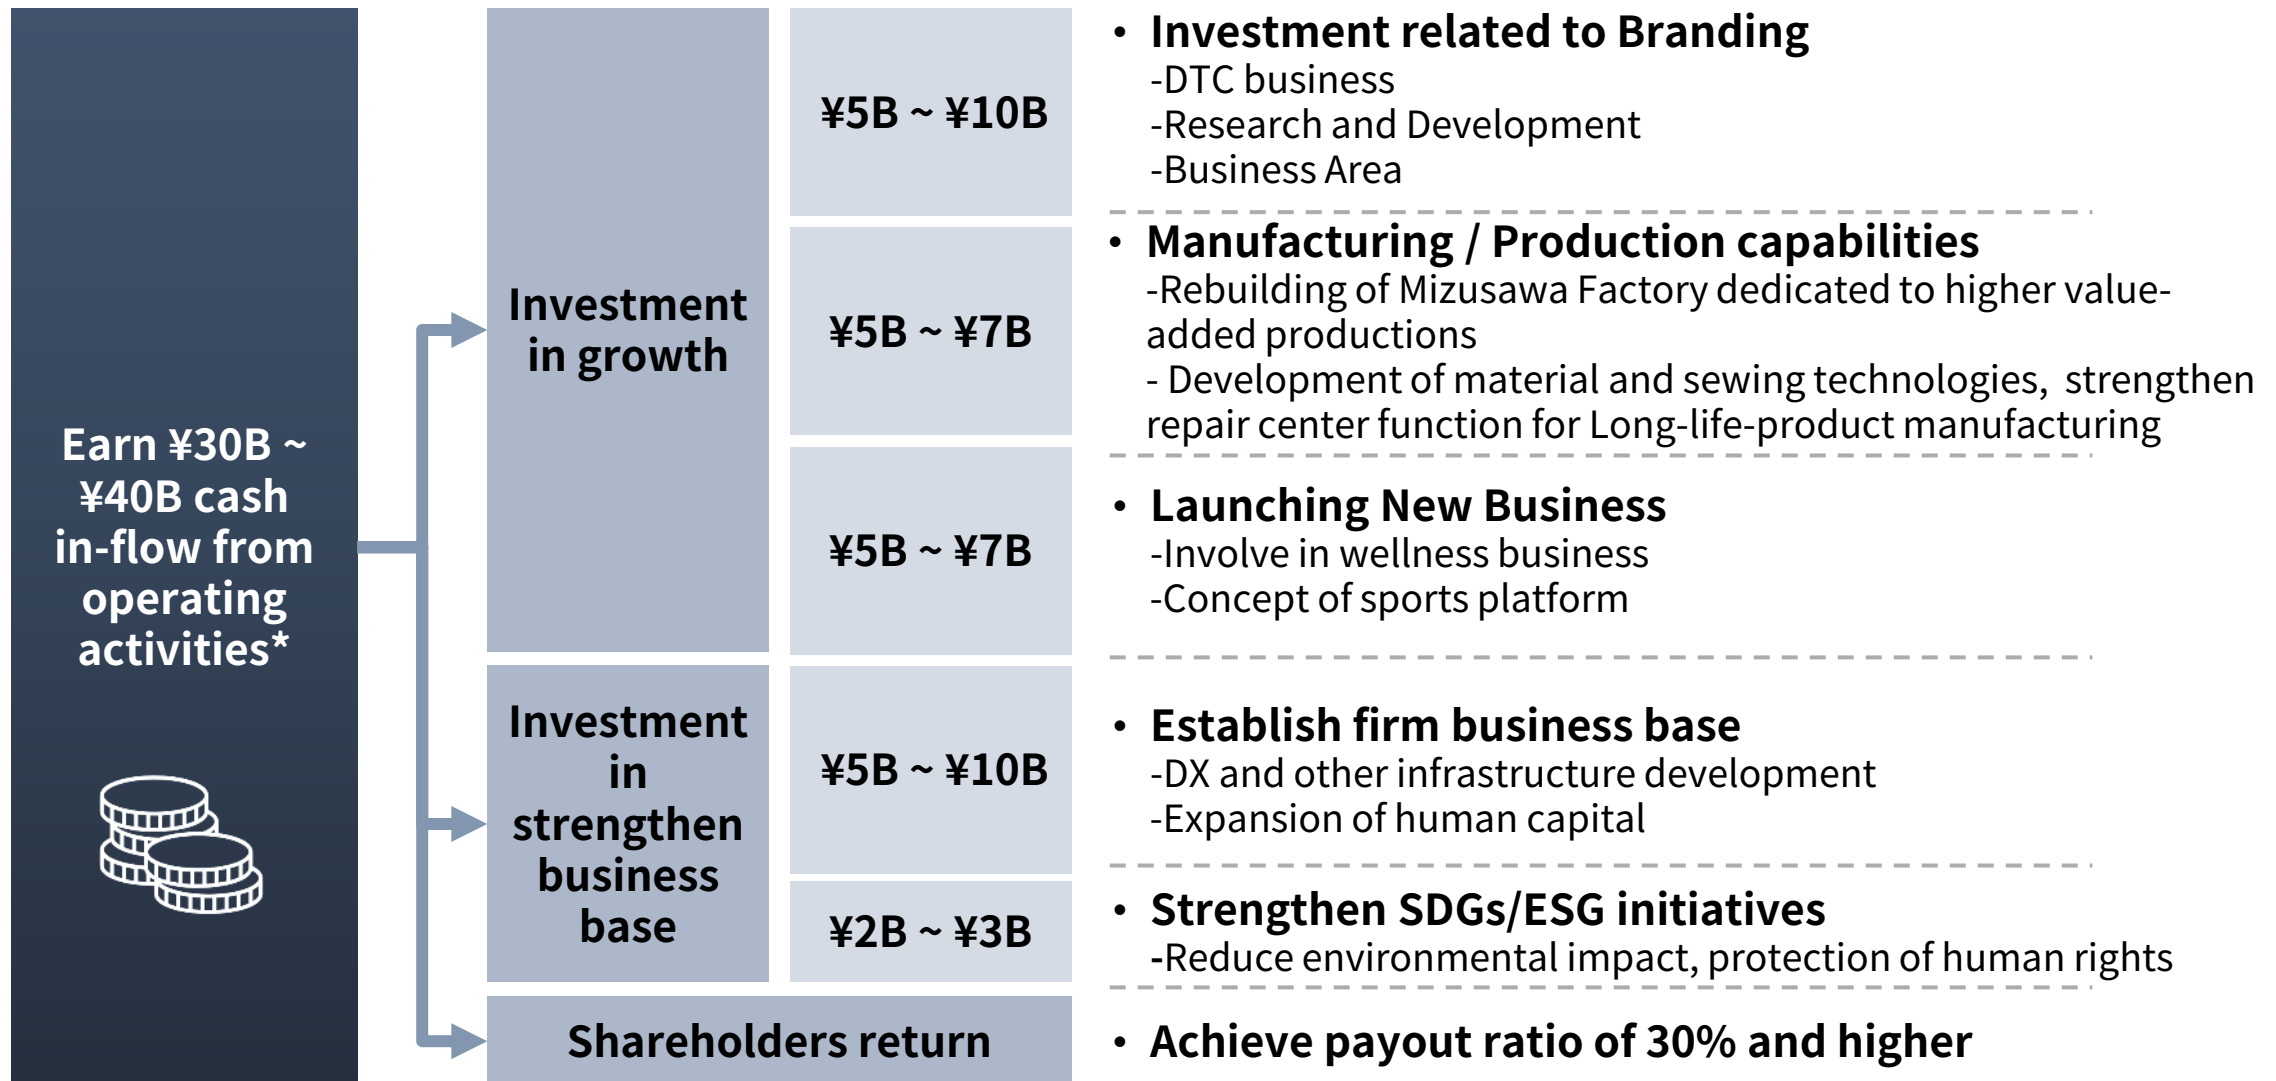 Earn ¥30B ~
¥40B cash
in-flow from
operating
activities*
Investment
in growth
¥5B ~ ¥10B
• Investment related to Branding
-DTC business
-Research and Development
-Business Area
¥5B ~ ¥7B
• Manufacturing / Production capabilities
-Rebuilding of Mizusawa Factory dedicated to higher value-
added productions
- Development of material and sewing technologies, strengthen
repair center function for Long-life-product manufacturing
¥5B ~ ¥7B
• Launching New Business
-Involve in wellness business
-Concept of sports platform
Investment
in
strengthen
business
base
¥5B ~ ¥10B
• Establish firm business base
-DX and other infrastructure development
-Expansion of human capital
¥2B ~ ¥3B
• Strengthen SDGs/ESG initiatives
-Reduce environmental impact, protection of human rights
Shareholders return
• Achieve payout ratio of 30% and higher